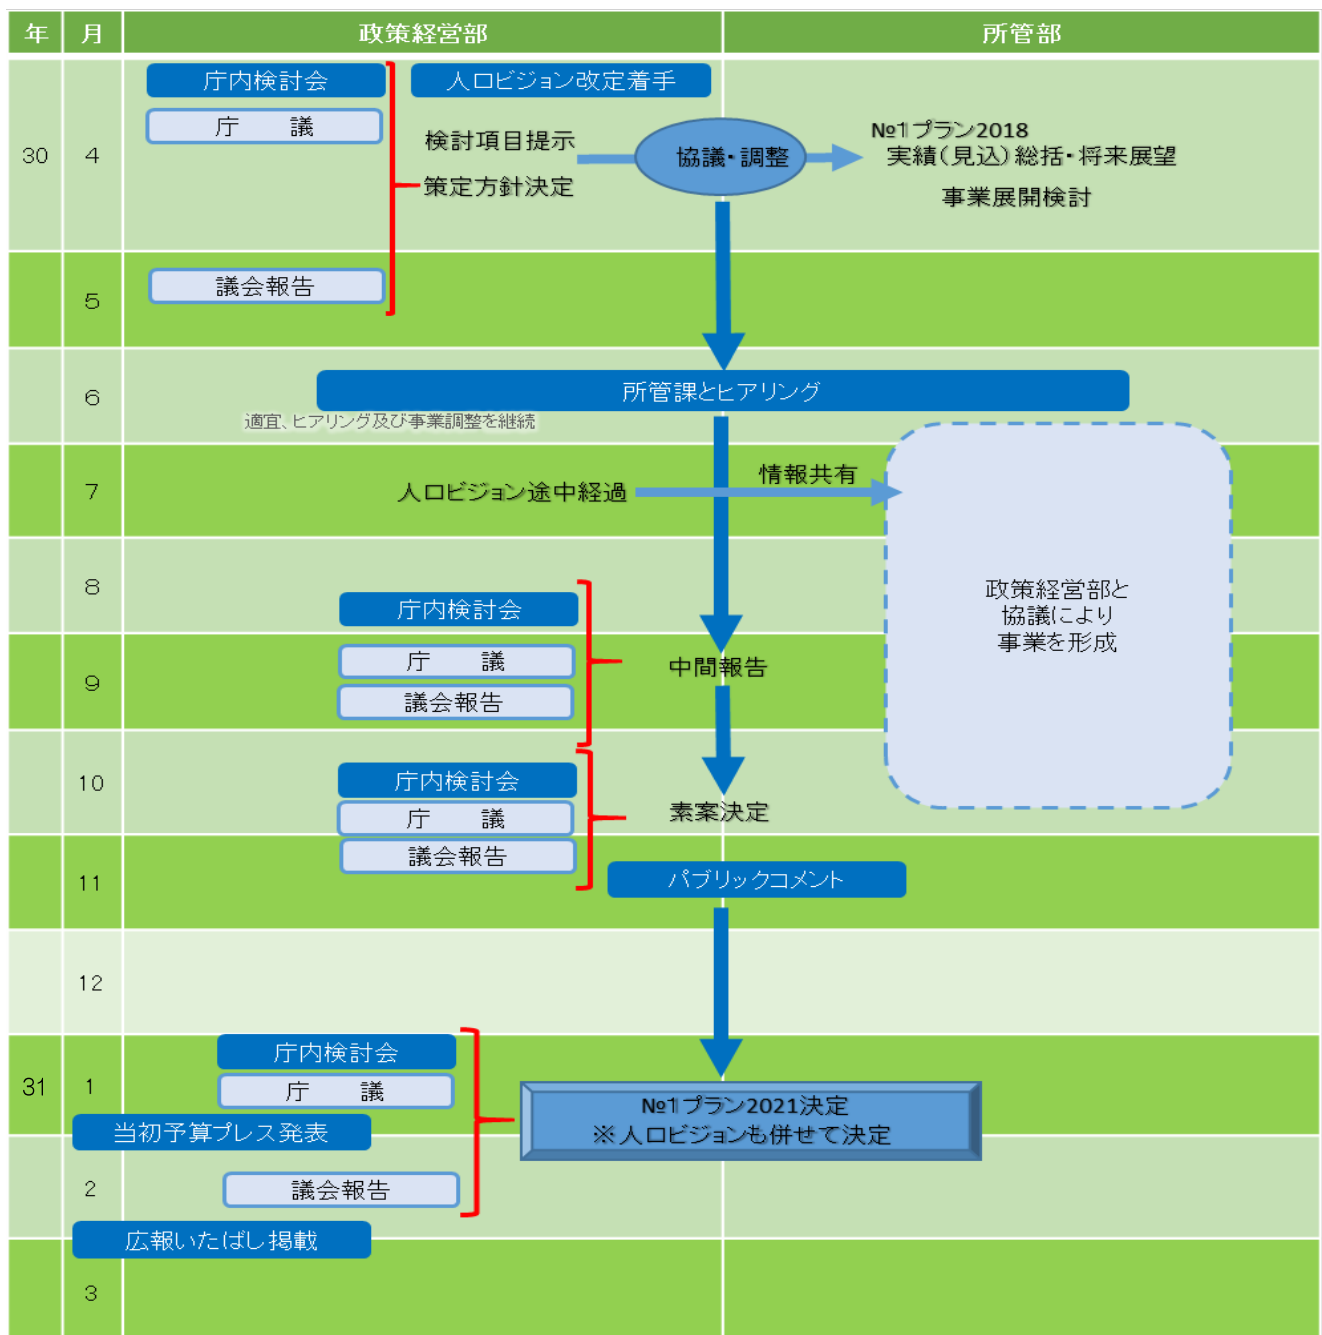 年 月 政策経営部 所管部
30 4
庁内検討会
庁　　議
人口ビジョン改定着手
検討項目提示
策定方針決定
協議・調整
№1プラン2018
実績（見込）総括・将来展望
事業展開検討
5
議会報告
6
所管課とヒアリング
適宜、ヒアリング及び事業調整を継続
7
人口ビジョン途中経過
情報共有
政策経営部と
協議により
事業を形成
8
庁内検討会
9
庁　　議
議会報告
中間報告
10
庁内検討会
庁　　議
議会報告
素案決定
11
パブリックコメント
12
31 1
庁内検討会
庁　　議
当初予算プレス発表
№1プラン2021決定
※人口ビジョンも併せて決定
2
議会報告
広報いたばし掲載
3